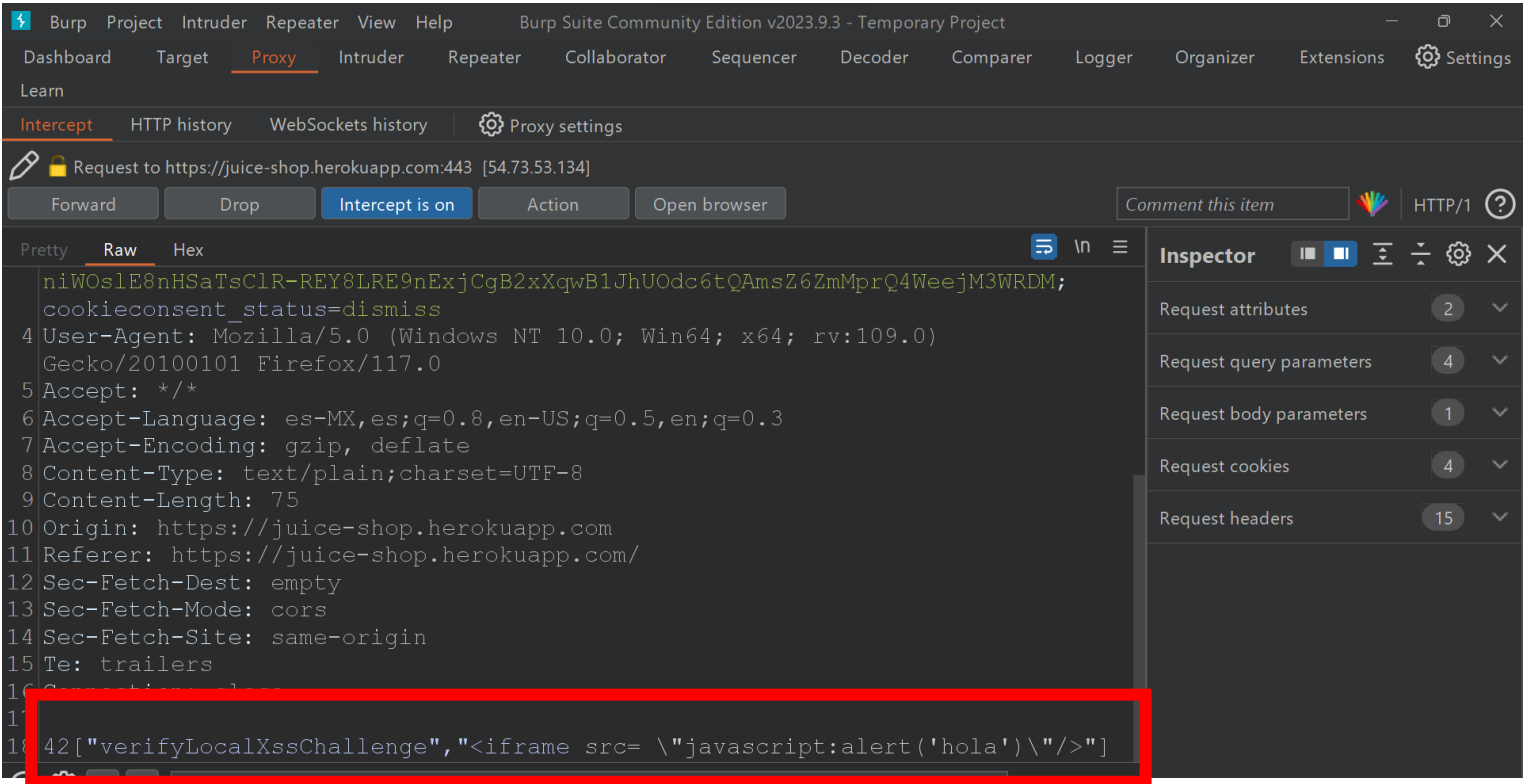 Burp Project Intruder Repeater View Help Burp Suite Community Edition v2023.9.3 - Temporary Project
Dashboard Target Proxy Intruder Repeater Collaborator Sequencer Decoder Comparer Logger Organizer Extensions Settings
Learn
Intercept HTTP history WebSockets history Proxy settings
Request to https://juice-shop.herokuapp.com:443 [54.73.53.134]
Forward Drop Intercept is on Action Open browser Comment this item HTTP/1 ?
Pretty Raw Hex \n
niWOslE8nHSaTsClR-REY8LRE9nExjCgB2xXqwB1JhUOdc6tQAmsZ6ZmMprQ4WeejM3WRDM;
cookieconsent_status=dismiss
4 User-Agent: Mozilla/5.0 (Windows NT 10.0; Win64; x64; rv:109.0)
Gecko/20100101 Firefox/117.0
5 Accept: */*
6 Accept-Language: es-MX,es;q=0.8,en-US;q=0.5,en;q=0.3
7 Accept-Encoding: gzip, deflate
8 Content-Type: text/plain;charset=UTF-8
9 Content-Length: 75
10 Origin: https://juice-shop.herokuapp.com
11 Referer: https://juice-shop.herokuapp.com/
12 Sec-Fetch-Dest: empty
13 Sec-Fetch-Mode: cors
14 Sec-Fetch-Site: same-origin
15 Te: trailers
18 42["verifyLocalXssChallenge","<iframe src= \"javascript:alert('hola')\"/>"]
Inspector
Request attributes 2
Request query parameters 4
Request body parameters 1
Request cookies 4
Request headers 15